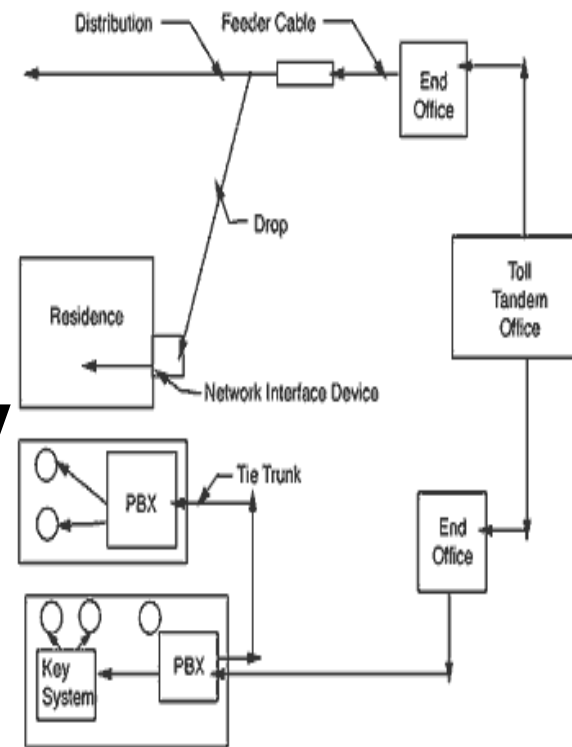 Distribution
Feeder Cable
End
Office
Drop
Toll
Tandem
Office
Residence
Network Interface Device
Tie Trunk
PBX
End
Office
PBX
Key
System